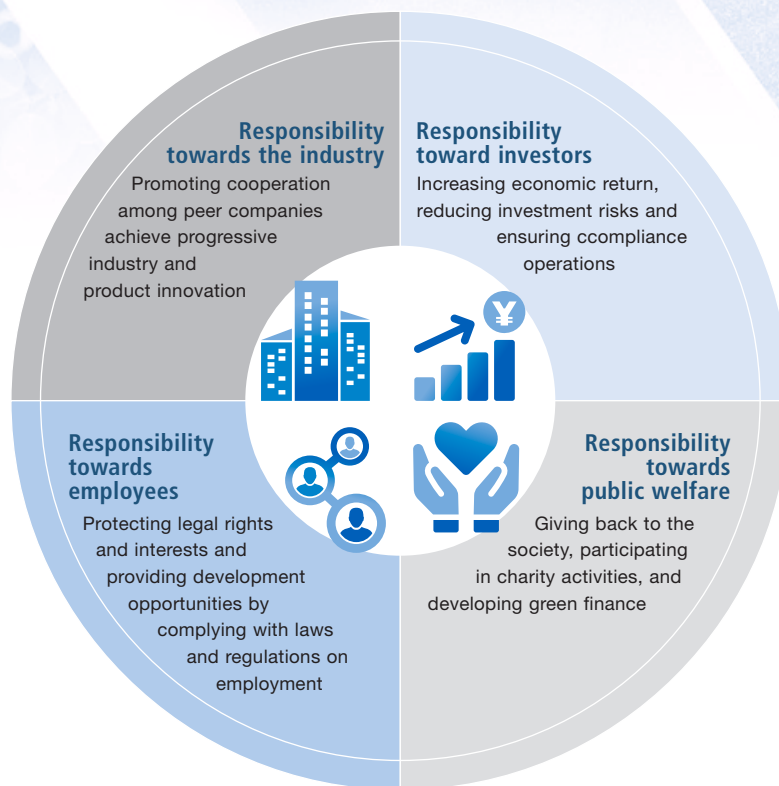 Responsibility
towards the industry
Promoting cooperation
among peer companies
achieve progressive
industry and
product innovation
Responsibility
toward investors
Increasing economic return,
reducing investment risks and
ensuring ccompliance
operations
¥
Responsibility
towards
employees
Protecting legal rights
and interests and
providing development
opportunities by
complying with laws
and regulations on
employment
Responsibility
towards
public welfare
Giving back to the
society, participating
in charity activities, and
developing green finance